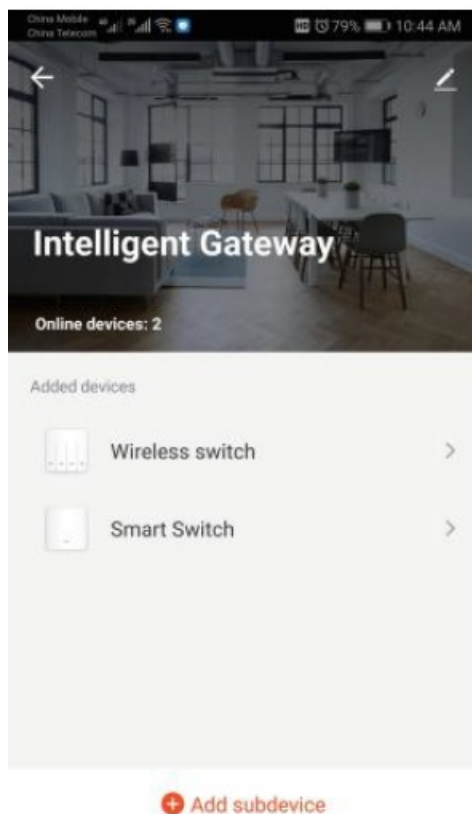 China Mobile
China Telecom
HD 79% 10:44 AM
Intelligent Gateway
Online devices: 2
Added devices
Wireless switch
Smart Switch
Add subdevice